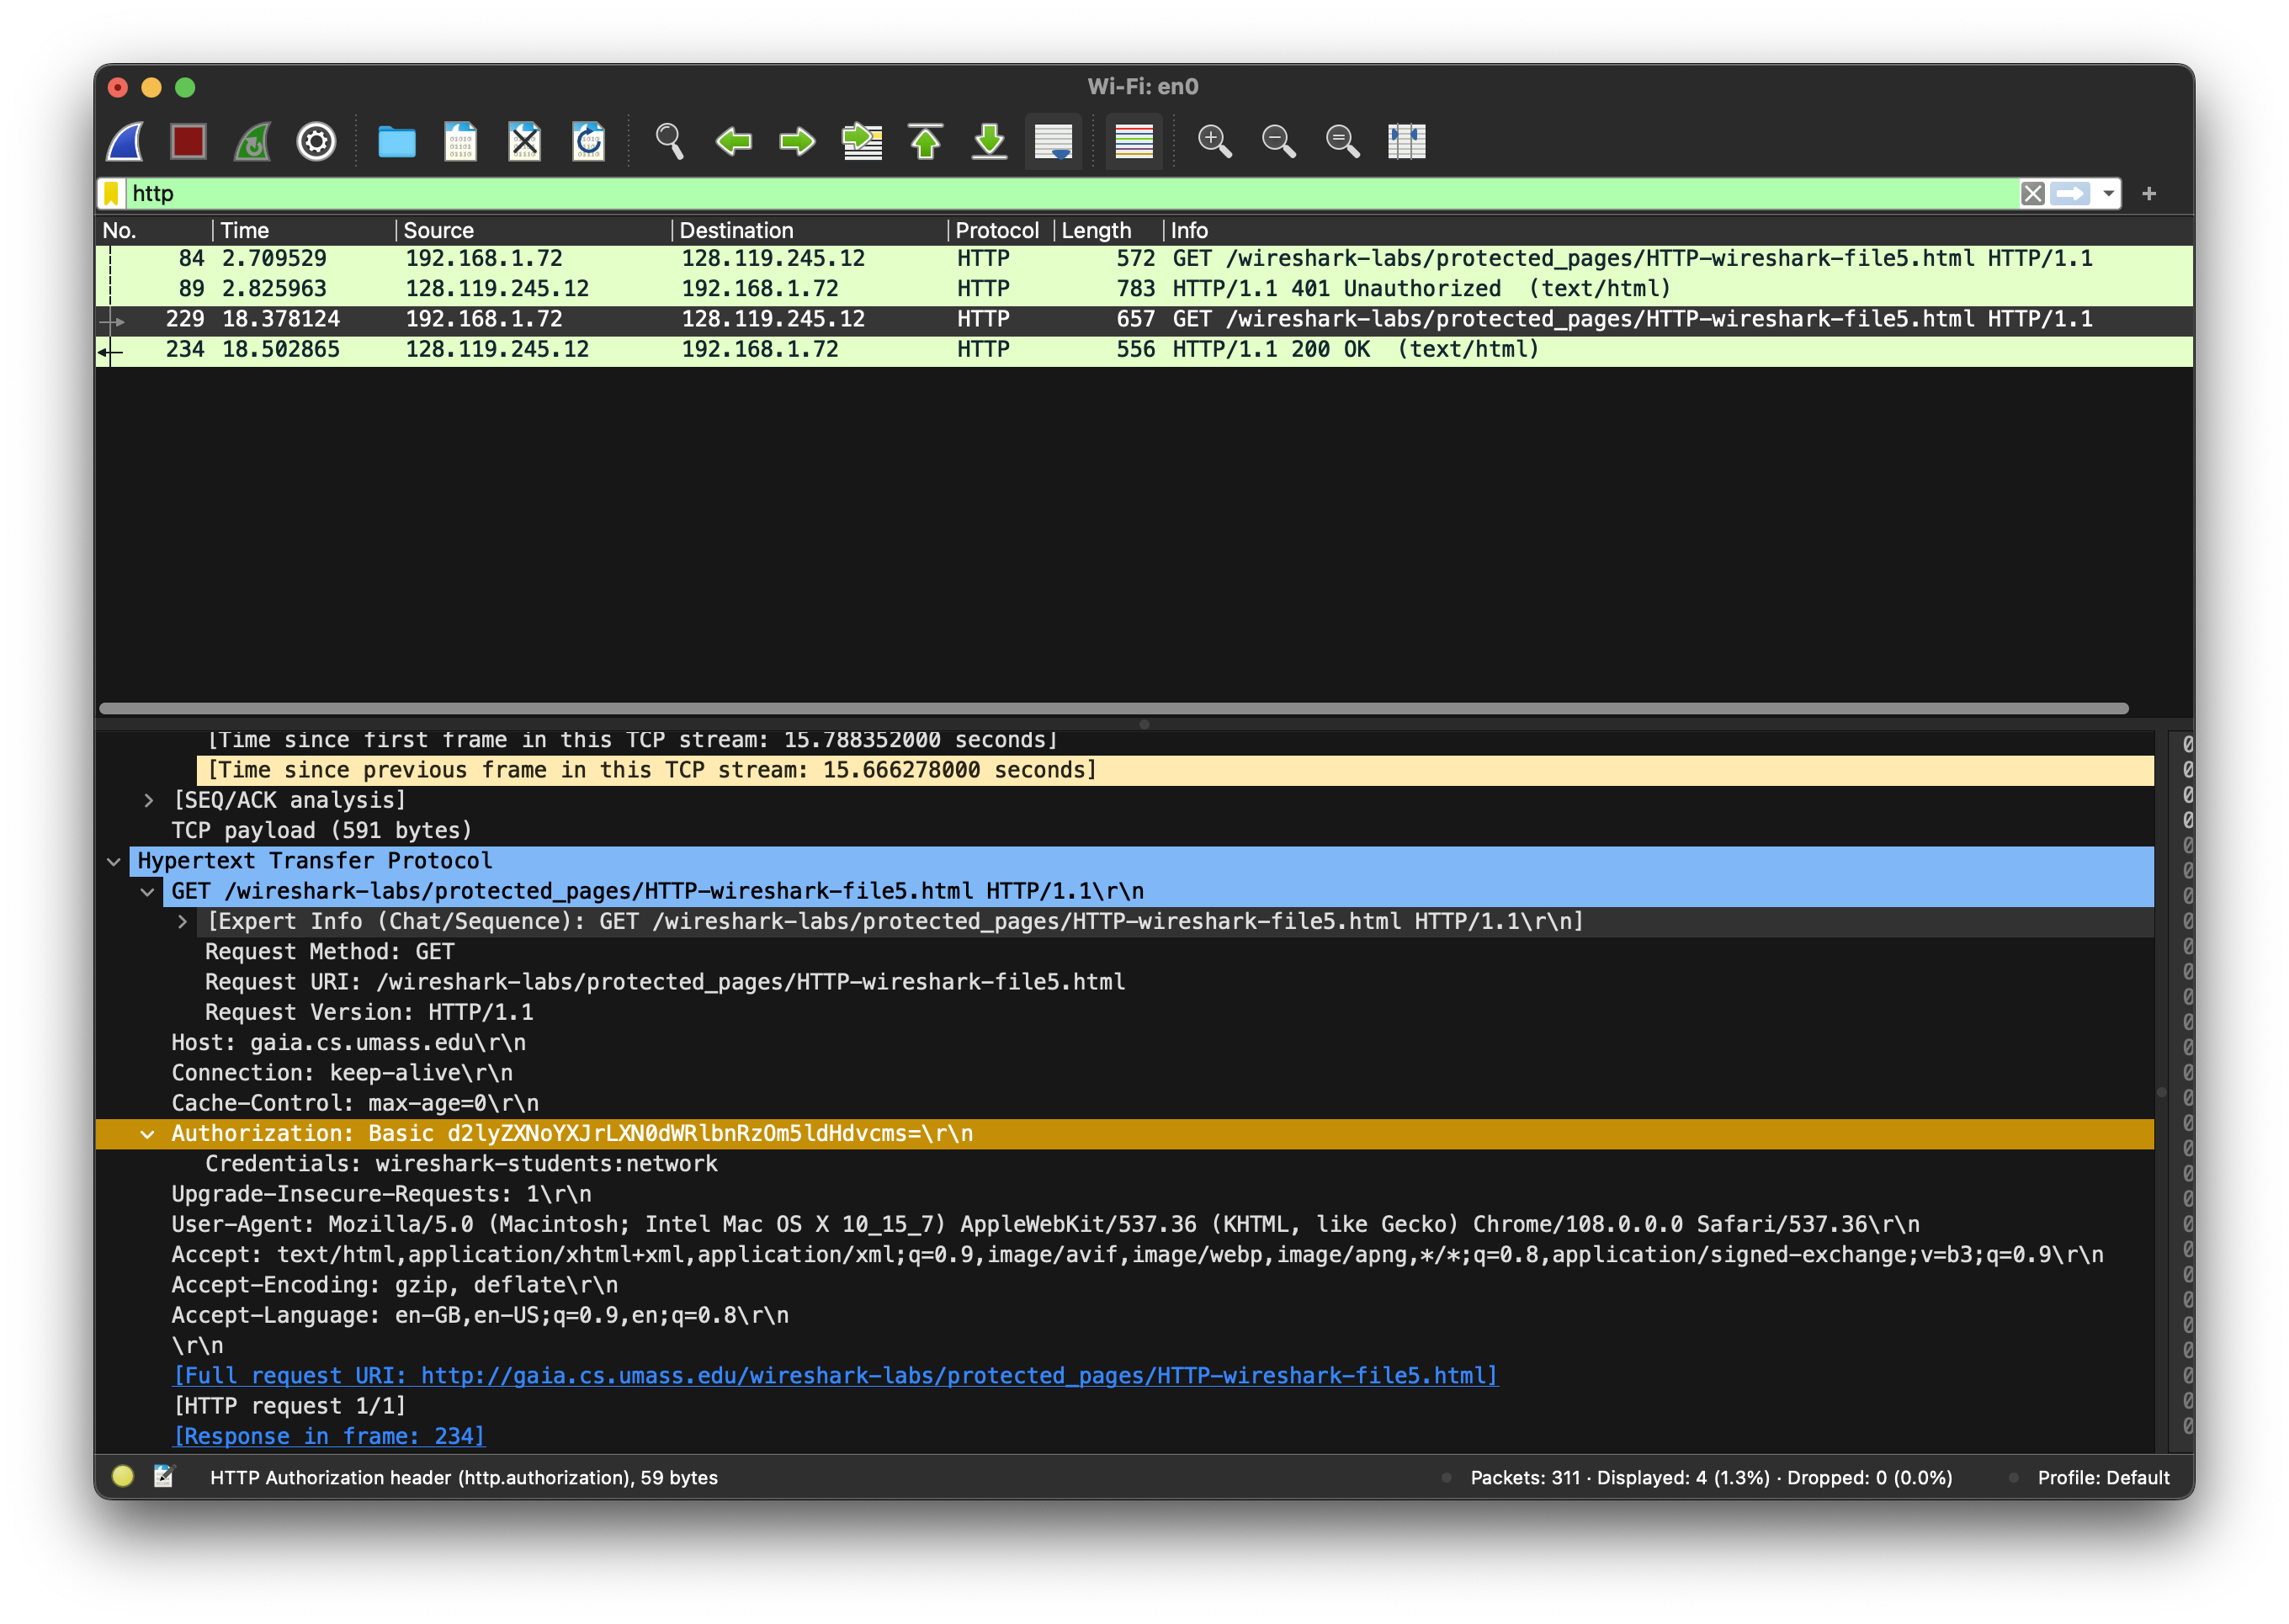 Wi-Fi: en0
http
No. Time Source Destination Protocol Length Info
84 2.709529 192.168.1.72 128.119.245.12 HTTP 572 GET /wireshark-labs/protected_pages/HTTP-wireshark-file5.html HTTP/1.1
89 2.825963 128.119.245.12 192.168.1.72 HTTP 783 HTTP/1.1 401 Unauthorized (text/html)
229 18.378124 192.168.1.72 128.119.245.12 HTTP 657 GET /wireshark-labs/protected_pages/HTTP-wireshark-file5.html HTTP/1.1
234 18.502865 128.119.245.12 192.168.1.72 HTTP 556 HTTP/1.1 200 OK (text/html)
[Time since first frame in this TCP stream: 15.788352000 seconds]
[Time since previous frame in this TCP stream: 15.666278000 seconds]
[SEQ/ACK analysis]
TCP payload (591 bytes)
Hypertext Transfer Protocol
GET /wireshark-labs/protected_pages/HTTP-wireshark-file5.html HTTP/1.1\r\n
[Expert Info (Chat/Sequence): GET /wireshark-labs/protected_pages/HTTP-wireshark-file5.html HTTP/1.1\r\n]
Request Method: GET
Request URI: /wireshark-labs/protected_pages/HTTP-wireshark-file5.html
Request Version: HTTP/1.1
Host: gaia.cs.umass.edu\r\n
Connection: keep-alive\r\n
Cache-Control: max-age=0\r\n
Authorization: Basic d2lyZXNoYXJrLXN0dWRlbnRzOm5ldHdvcms=\r\n
Credentials: wireshark-students:network
Upgrade-Insecure-Requests: 1\r\n
User-Agent: Mozilla/5.0 (Macintosh; Intel Mac OS X 10_15_7) AppleWebKit/537.36 (KHTML, like Gecko) Chrome/108.0.0.0 Safari/537.36\r\n
Accept: text/html,application/xhtml+xml,application/xml;q=0.9,image/avif,image/webp,image/apng,*/*;q=0.8,application/signed-exchange;v=b3;q=0.9\r\n
Accept-Encoding: gzip, deflate\r\n
Accept-Language: en-GB,en-US;q=0.9,en;q=0.8\r\n
\r\n
[Full request URI: http://gaia.cs.umass.edu/wireshark-labs/protected_pages/HTTP-wireshark-file5.html]
[HTTP request 1/1]
[Response in frame: 234]
HTTP Authorization header (http.authorization), 59 bytes
Packets: 311 · Displayed: 4 (1.3%) · Dropped: 0 (0.0%)
Profile: Default